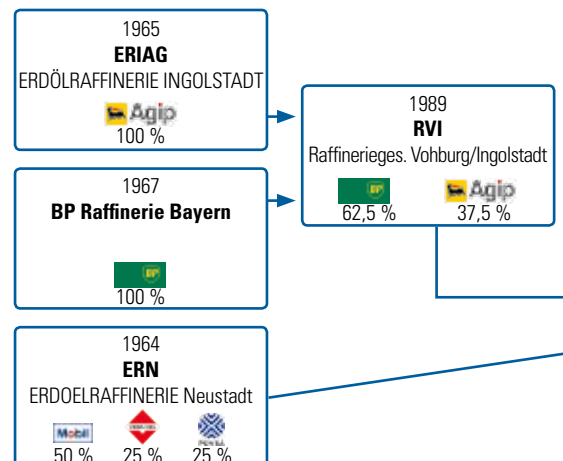 1965
ERIAG
ERDÖLRAFFINERIE INGOLSTADT
Agip
100 %
1967
BP Raffinerie Bayern
BP
100 %
1964
ERN
ERDOELRAFFINERIE Neustadt
Mobil
50 % 25 % 25 %
1989
RVI
Raffinerieges. Vohburg/Ingolstadt
BP Agip
62,5 % 37,5 %